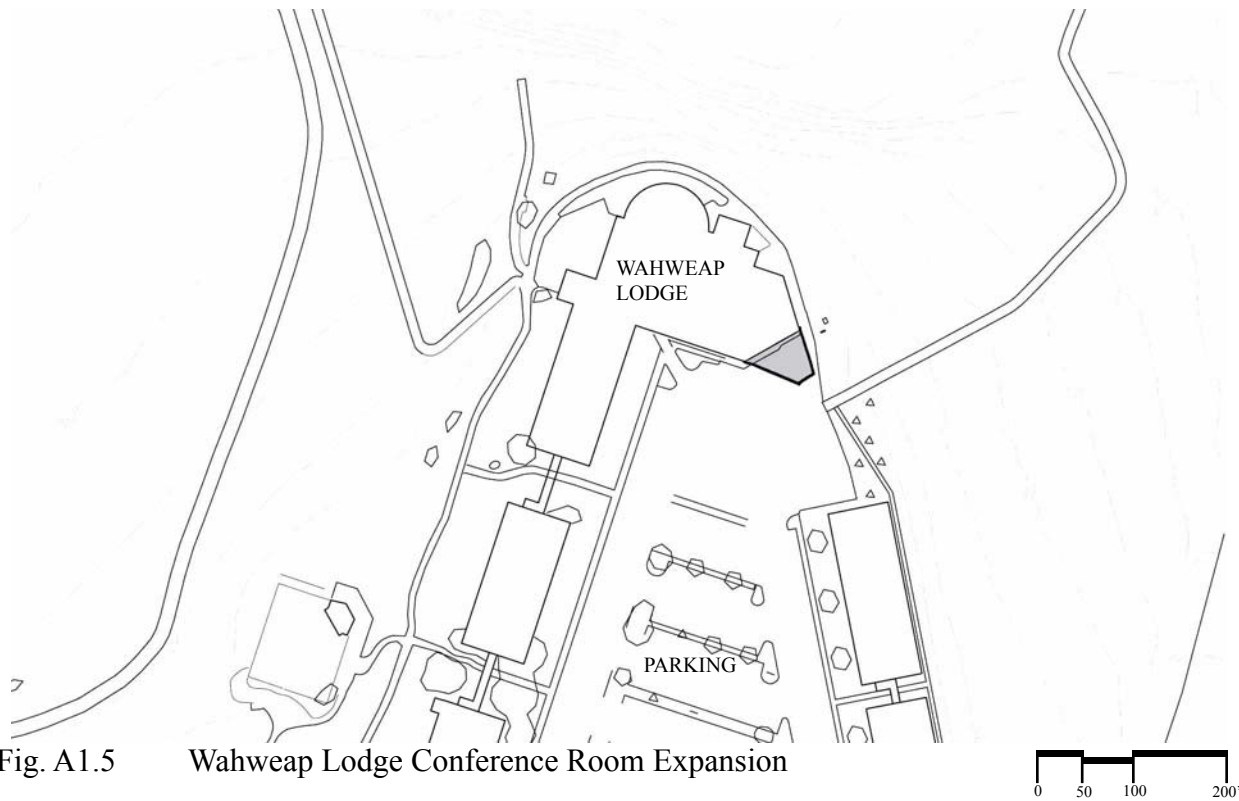 WAHWEAP
LODGE
PARKING
Fig. A1.5 Wahweap Lodge Conference Room Expansion
0 50 100 200'